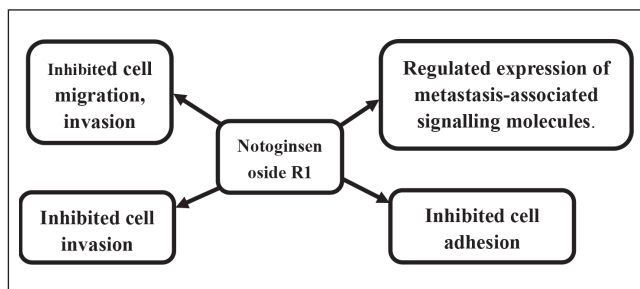 Inhibited cell
migration,
invasion
Regulated expression of
metastasis-associated
signalling molecules.
Notoginsen
oside R1
Inhibited cell
invasion
Inhibited cell
adhesion